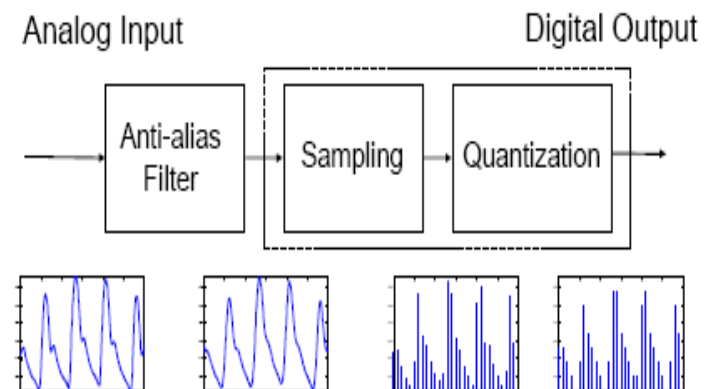 Analog Input
Digital Output
Anti-alias
Filter
Sampling
Quantization